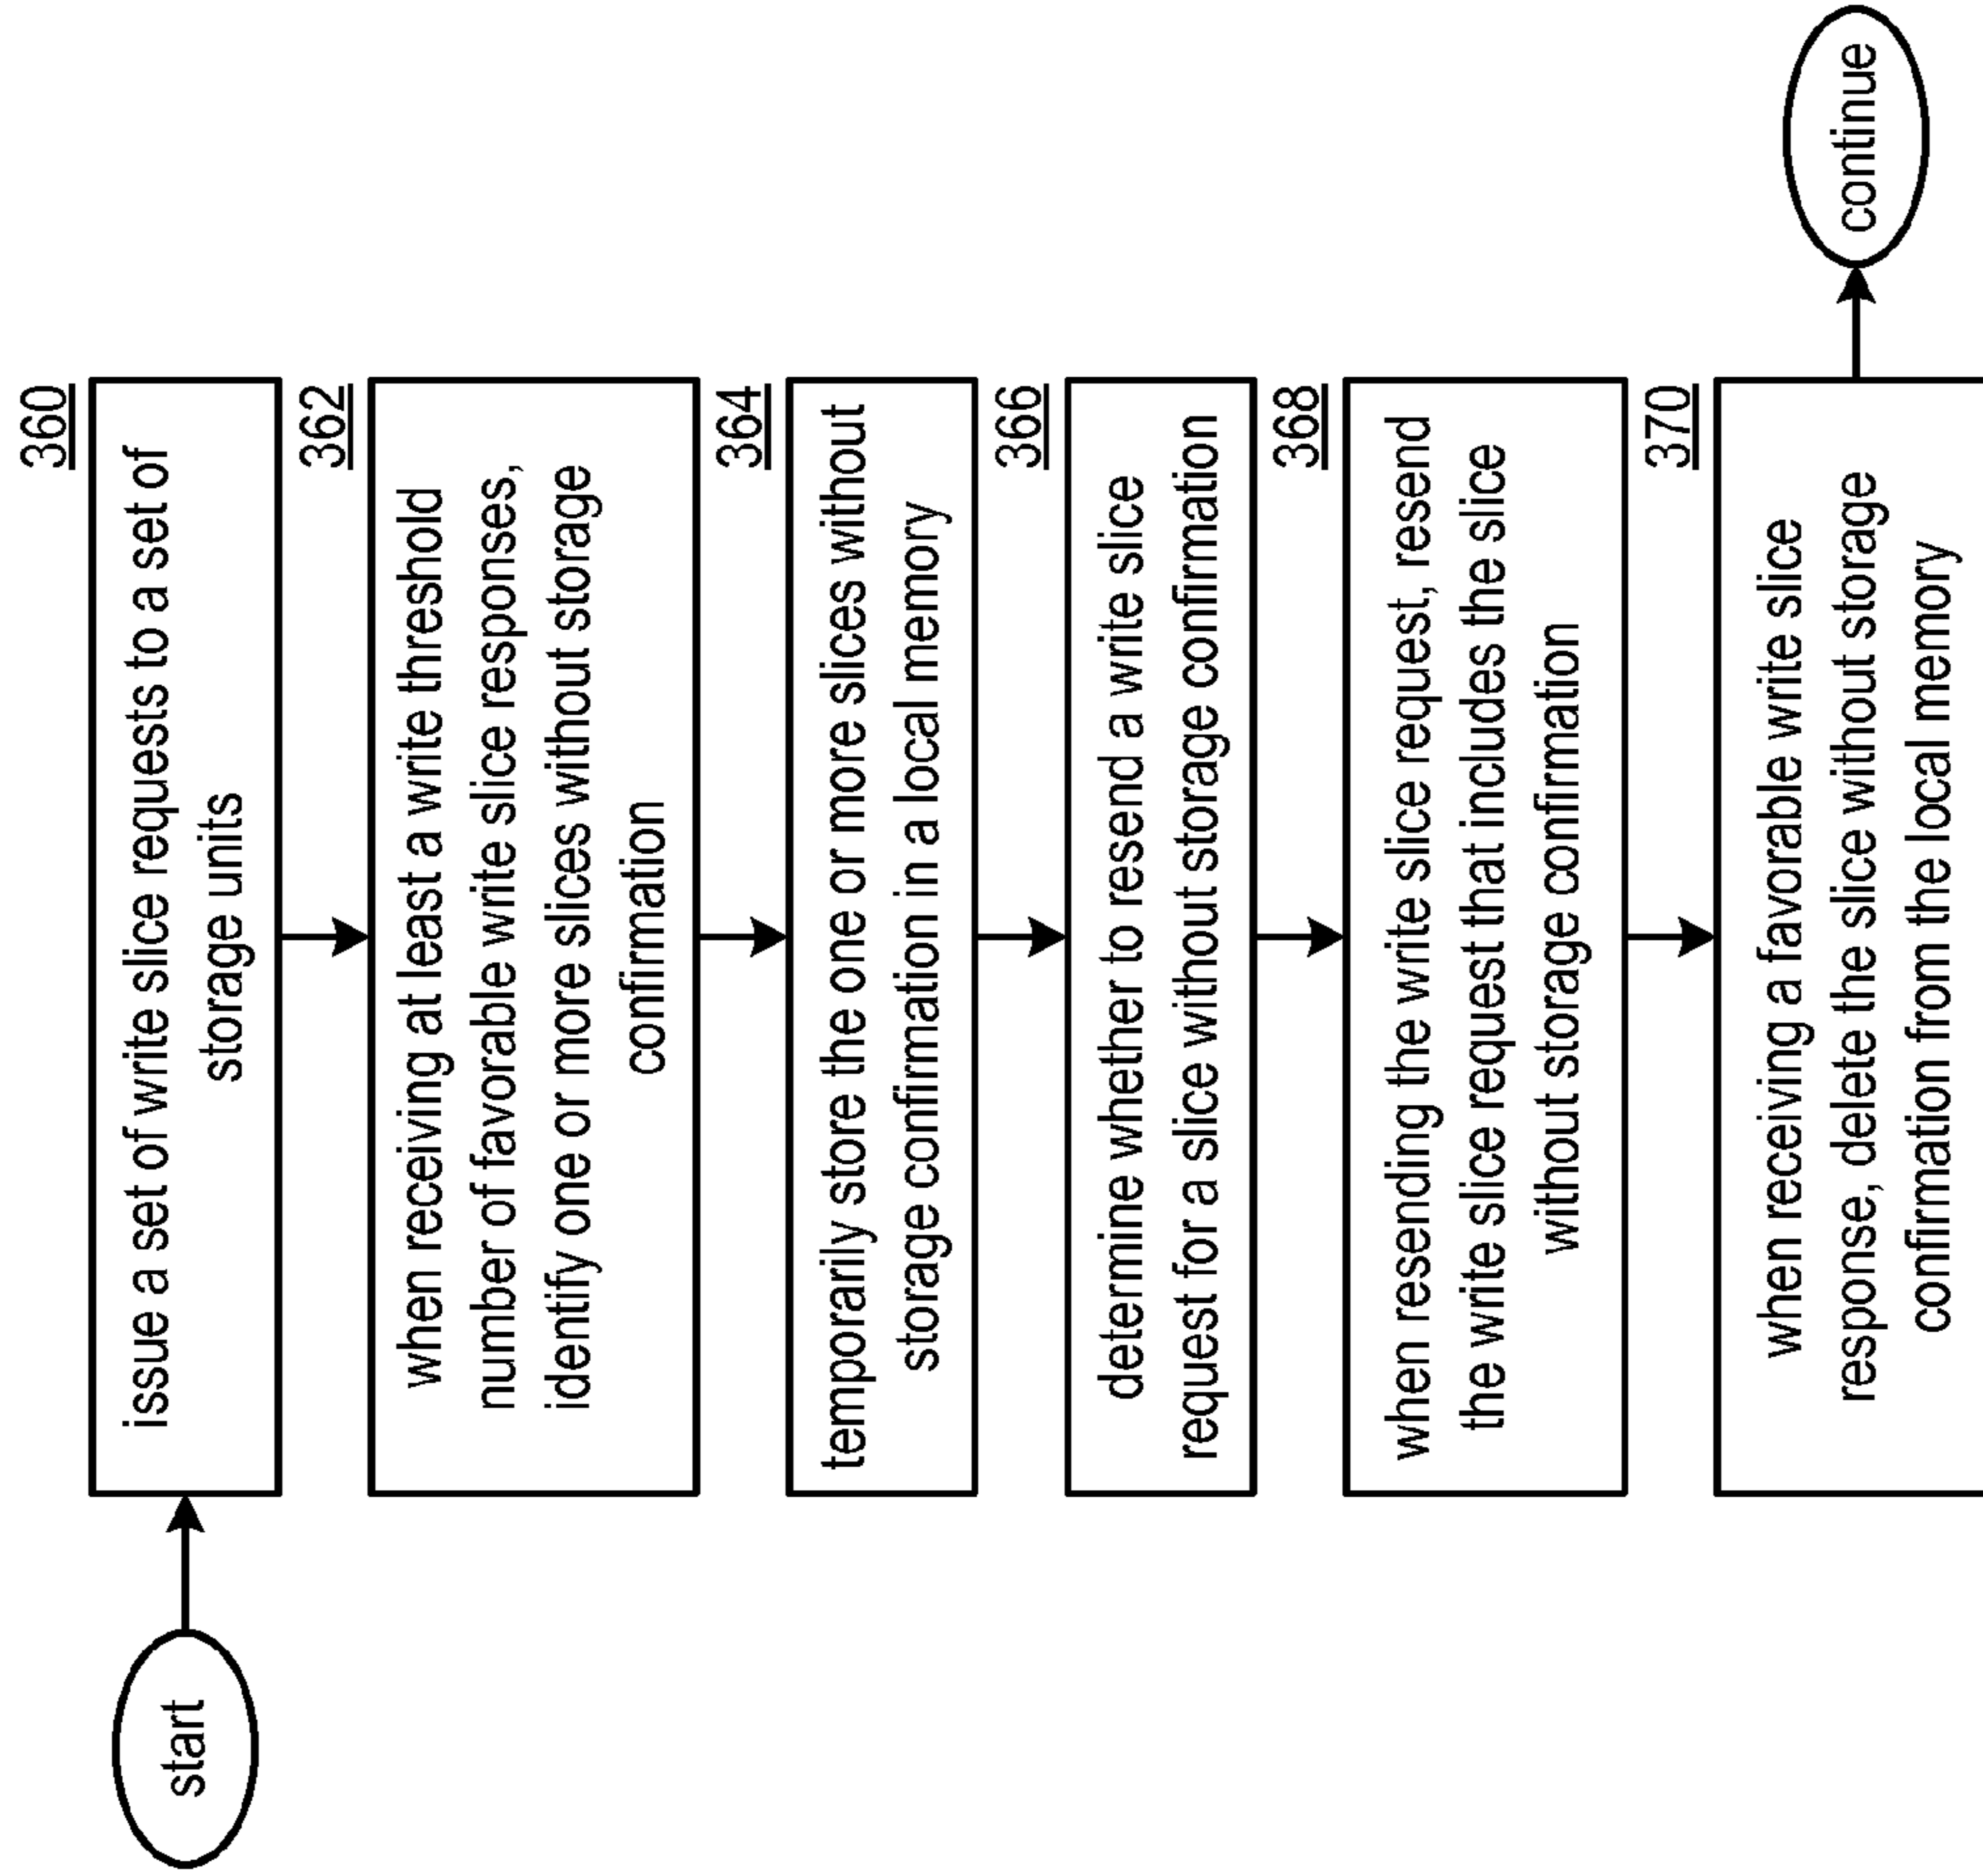 start
360
issue a set of write slice requests to a set of
storage units
362
when receiving at least a write threshold
number of favorable write slice responses,
identify one or more slices without storage
confirmation
364
temporarily store the one or more slices without
storage confirmation in a local memory
366
determine whether to resend a write slice
request for a slice without storage confirmation
368
when resending the write slice request, resend
the write slice request that includes the slice
without storage confirmation
370
when receiving a favorable write slice
response, delete the slice without storage
confirmation from the local memory
continue